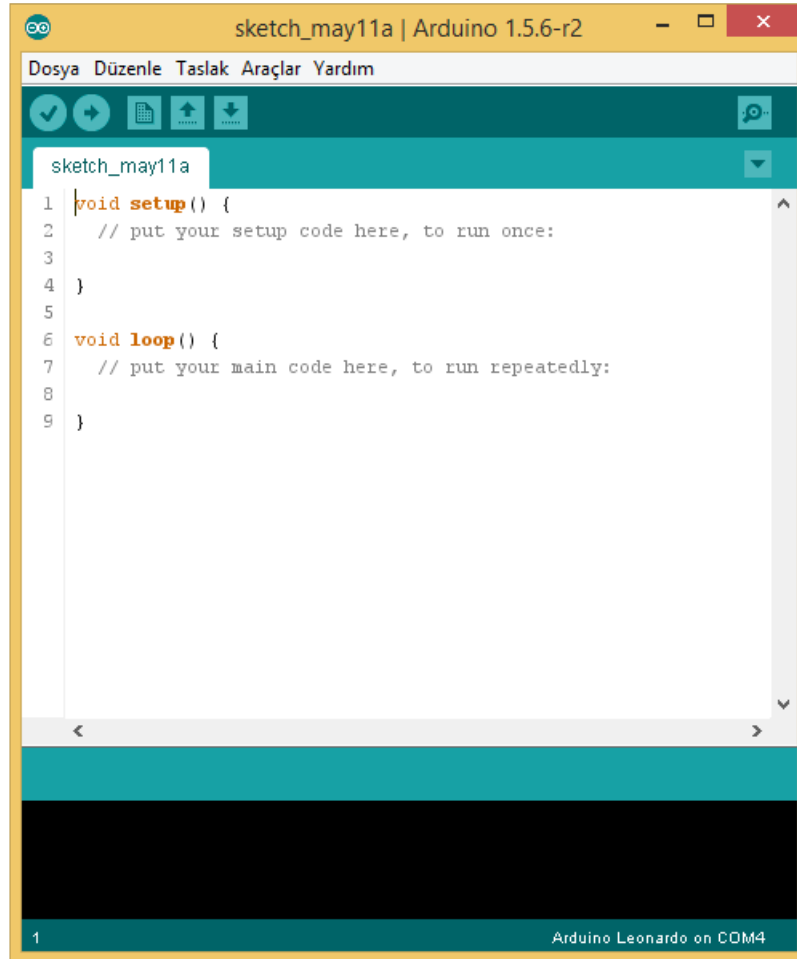 sketch_may11a | Arduino 1.5.6-r2
Dosya Düzenle Taslak Araçlar Yardım
sketch_may11a
1 void setup() {
2   // put your setup code here, to run once:
3
4 }
5
6 void loop() {
7   // put your main code here, to run repeatedly:
8
9 }
1 Arduino Leonardo on COM4